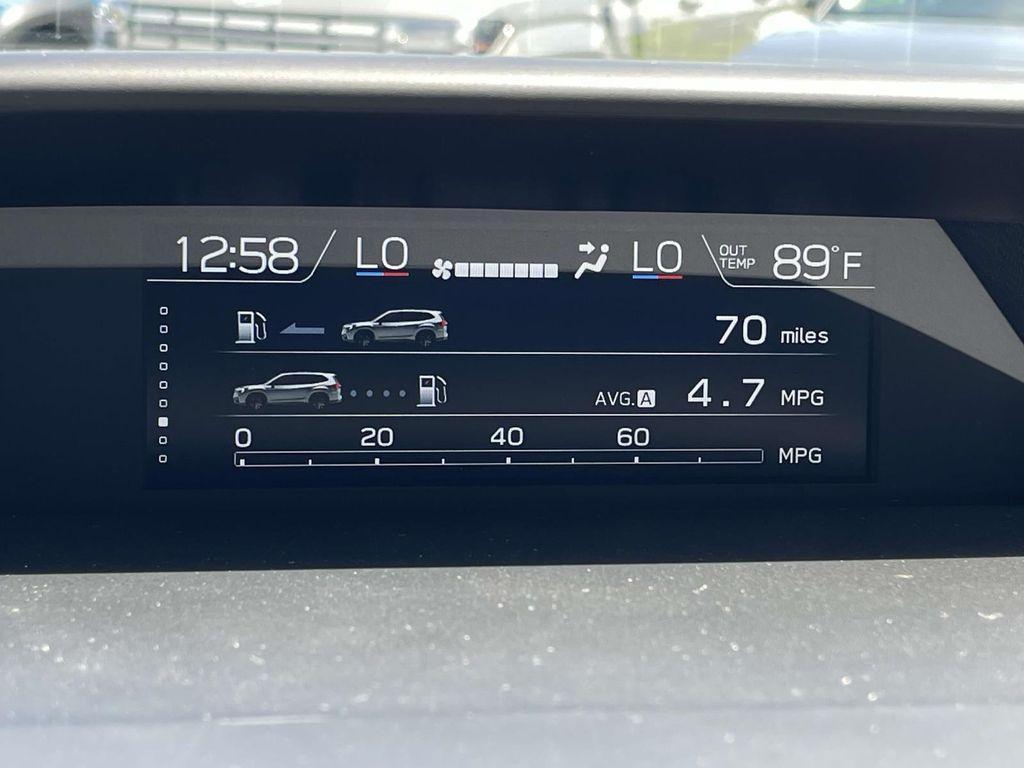 12:58 LO LO OUT TEMP 89°F
70 miles
AVG.A 4.7 MPG
0 20 40 60
MPG